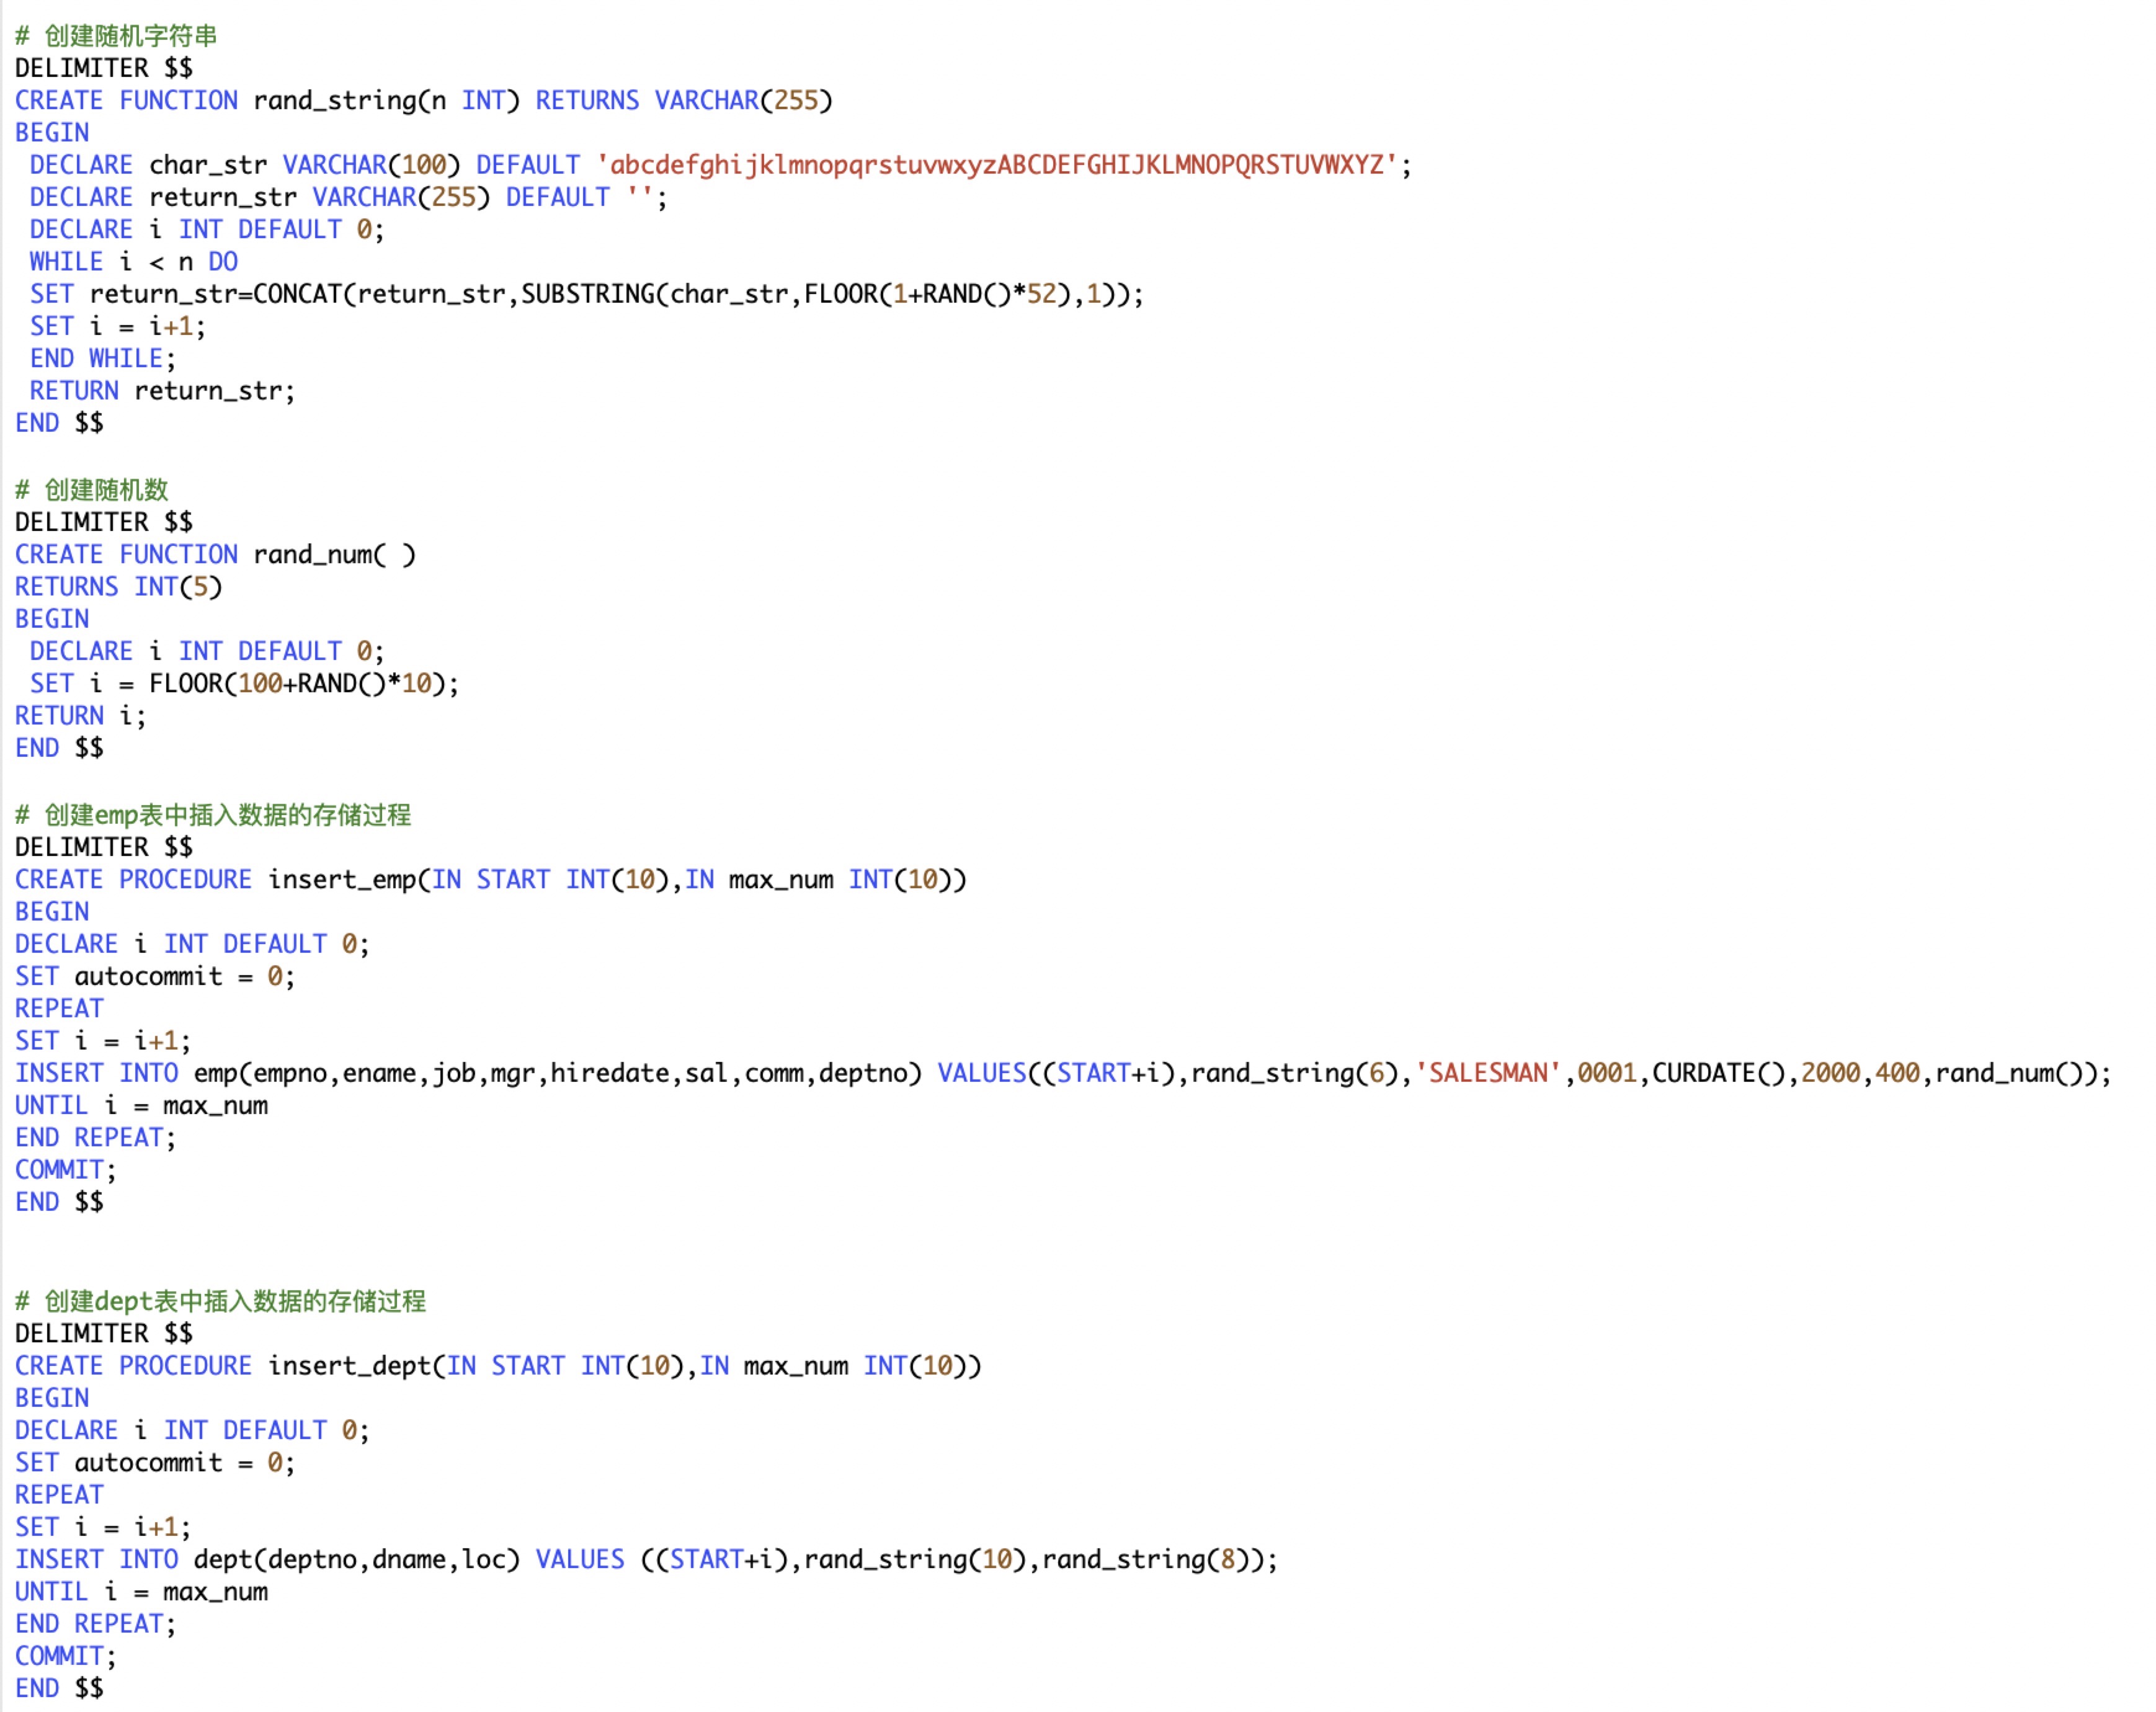 # 创建随机字符串
DELIMITER $$
CREATE FUNCTION rand_string(n INT) RETURNS VARCHAR(255)
BEGIN
 DECLARE char_str VARCHAR(100) DEFAULT 'abcdefghijklmnopqrstuvwxyzABCDEFGHIJKLMNOPQRSTUVWXYZ';
 DECLARE return_str VARCHAR(255) DEFAULT '';
 DECLARE i INT DEFAULT 0;
 WHILE i < n DO
 SET return_str=CONCAT(return_str,SUBSTRING(char_str,FLOOR(1+RAND()*52),1));
 SET i = i+1;
 END WHILE;
 RETURN return_str;
END $$

# 创建随机数
DELIMITER $$
CREATE FUNCTION rand_num( )
RETURNS INT(5)
BEGIN
 DECLARE i INT DEFAULT 0;
 SET i = FLOOR(100+RAND()*10);
RETURN i;
END $$

# 创建emp表中插入数据的存储过程
DELIMITER $$
CREATE PROCEDURE insert_emp(IN START INT(10),IN max_num INT(10))
BEGIN
DECLARE i INT DEFAULT 0;
SET autocommit = 0;
REPEAT
SET i = i+1;
INSERT INTO emp(empno,ename,job,mgr,hiredate,sal,comm,deptno) VALUES((START+i),rand_string(6),'SALESMAN',0001,CURDATE(),2000,400,rand_num());
UNTIL i = max_num
END REPEAT;
COMMIT;
END $$

# 创建dept表中插入数据的存储过程
DELIMITER $$
CREATE PROCEDURE insert_dept(IN START INT(10),IN max_num INT(10))
BEGIN
DECLARE i INT DEFAULT 0;
SET autocommit = 0;
REPEAT
SET i = i+1;
INSERT INTO dept(deptno,dname,loc) VALUES ((START+i),rand_string(10),rand_string(8));
UNTIL i = max_num
END REPEAT;
COMMIT;
END $$